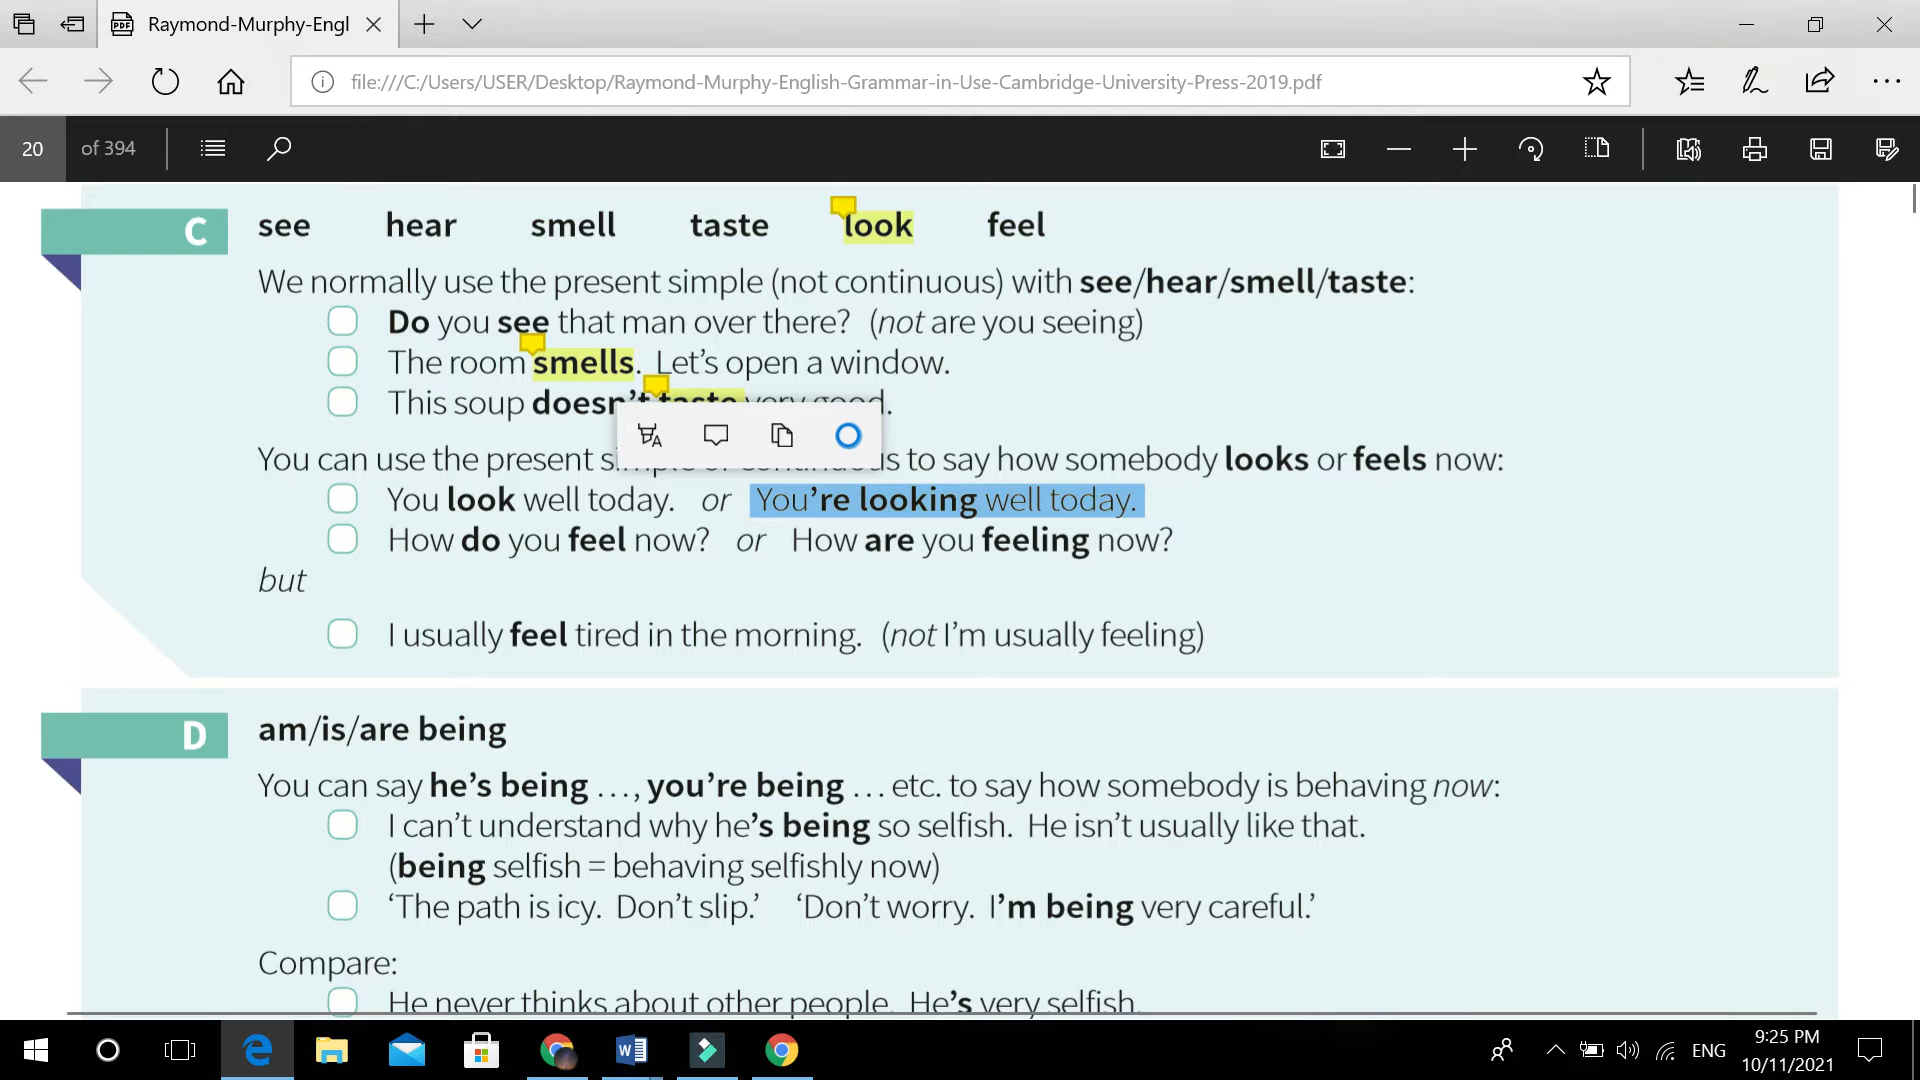 Raymond-Murphy-Engl
file:///C:/Users/USER/Desktop/Raymond-Murphy-English-Grammar-in-Use-Cambridge-University-Press-2019.pdf
20 of 394
C see hear smell taste look feel
We normally use the present simple (not continuous) with see/hear/smell/taste:
Do you see that man over there? (not are you seeing)
The room smells. Let’s open a window.
This soup doesn’t taste very good.
You can use the present simple or continuous to say how somebody looks or feels now:
You look well today. or You’re looking well today.
How do you feel now? or How are you feeling now?
but
I usually feel tired in the morning. (not I’m usually feeling)
D am/is/are being
You can say he’s being …, you’re being … etc. to say how somebody is behaving now:
I can’t understand why he’s being so selfish. He isn’t usually like that.
(being selfish = behaving selfishly now)
‘The path is icy. Don’t slip.’ ‘Don’t worry. I’m being very careful.’
Compare:
He never thinks about other people. He’s very selfish.
ENG
9:25 PM
10/11/2021